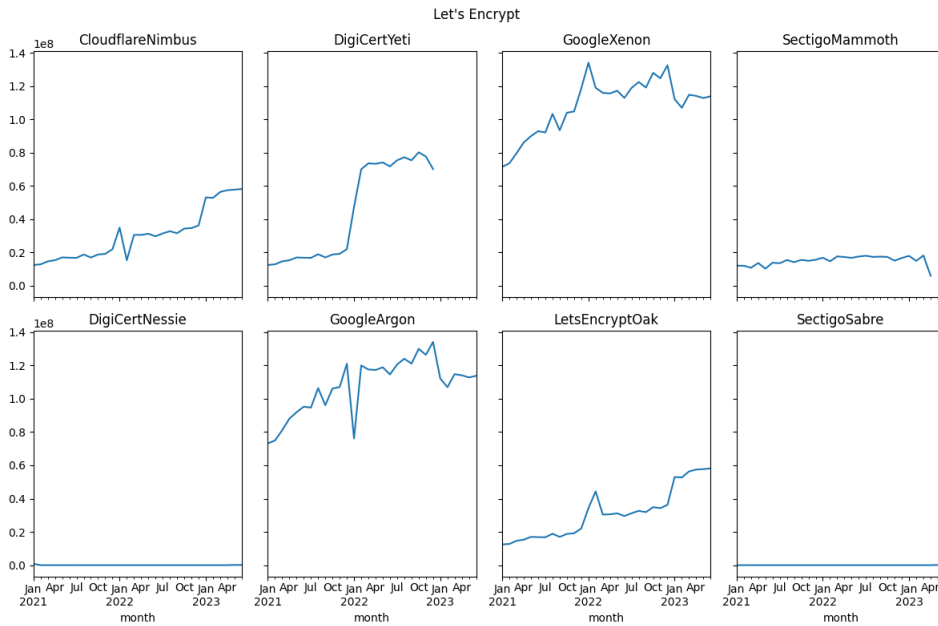 Let's Encrypt
CloudflareNimbus
DigiCertYeti
GoogleXenon
SectigoMammoth
1e8
1.4
1.2
1.0
0.8
0.6
0.4
0.2
0.0
DigiCertNessie
GoogleArgon
LetsEncryptOak
SectigoSabre
1e8
1.4
1.2
1.0
0.8
0.6
0.4
0.2
0.0
Jan Apr Jul Oct Jan Apr Jul Oct Jan Apr
2021 2022 2023
month
Jan Apr Jul Oct Jan Apr Jul Oct Jan Apr
2021 2022 2023
month
Jan Apr Jul Oct Jan Apr Jul Oct Jan Apr
2021 2022 2023
month
Jan Apr Jul Oct Jan Apr Jul Oct Jan Apr
2021 2022 2023
month